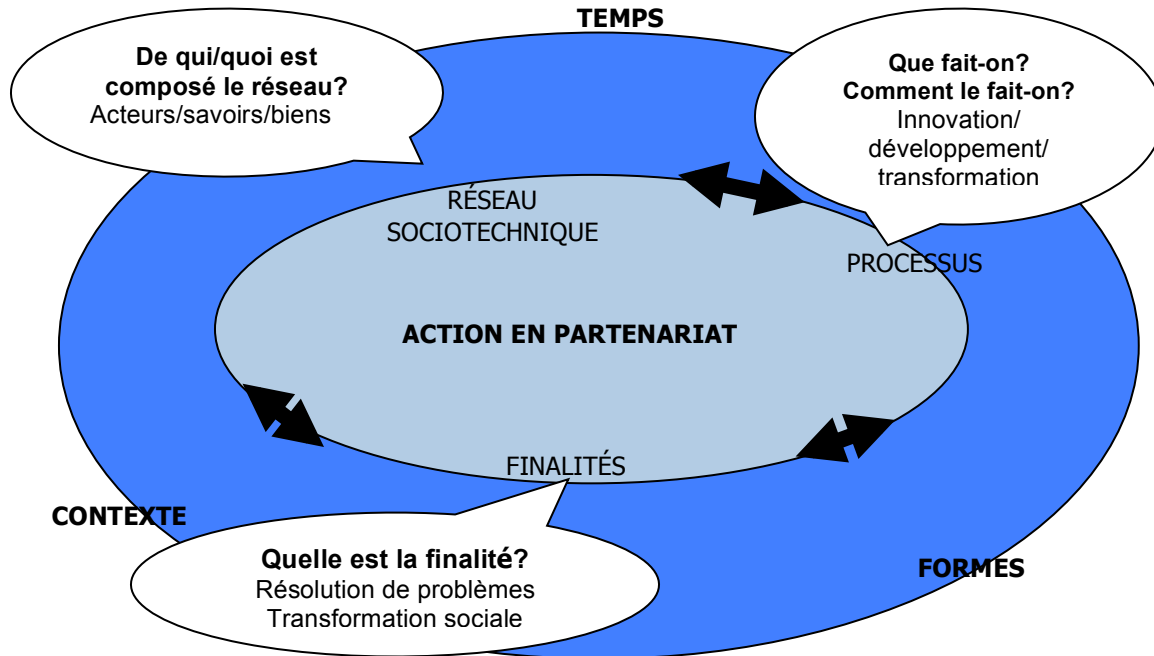 TEMPS
De qui/quoi est
composé le réseau?
Acteurs/savoirs/biens
Que fait-on?
Comment le fait-on?
Innovation/
développement/
transformation
RÉSEAU
SOCIOTECHNIQUE
PROCESSUS
ACTION EN PARTENARIAT
FINALITÉS
CONTEXTE
Quelle est la finalité?
Résolution de problèmes
Transformation sociale
FORMES